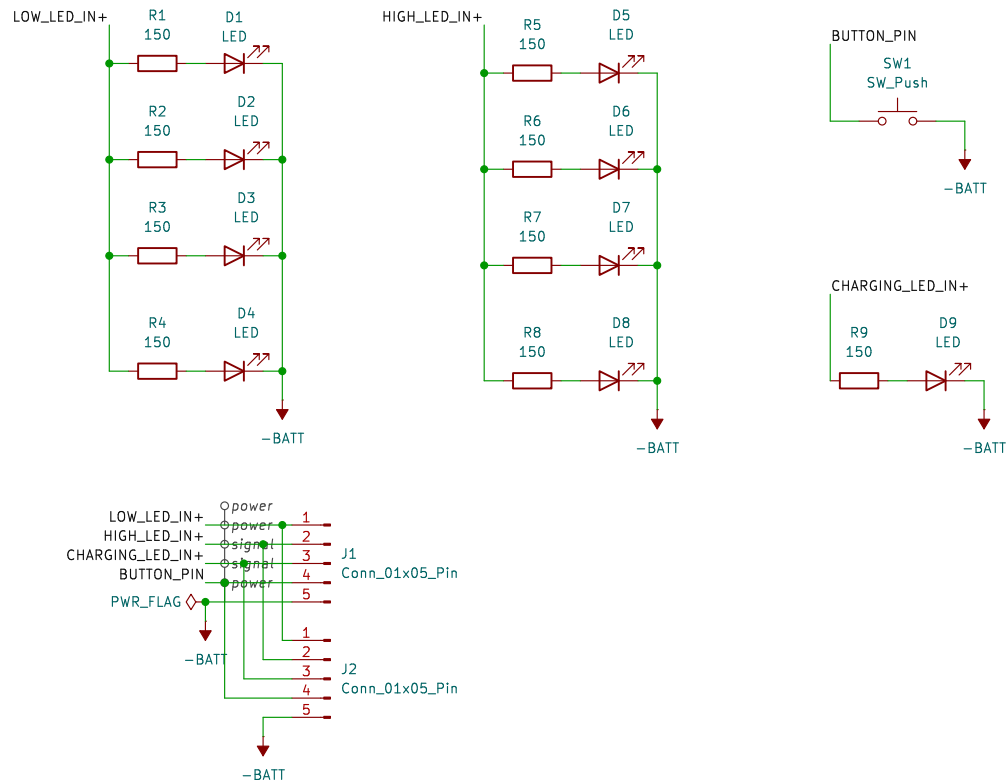 LOW_LED_IN+
R1
150
D1
LED
R2
150
D2
LED
R3
150
D3
LED
R4
150
D4
LED
-BATT
HIGH_LED_IN+
R5
150
D5
LED
R6
150
D6
LED
R7
150
D7
LED
R8
150
D8
LED
-BATT
BUTTON_PIN
SW1
SW_Push
-BATT
CHARGING_LED_IN+
R9
150
D9
LED
-BATT
power
LOW_LED_IN+
power
1
HIGH_LED_IN+
signal
2
CHARGING_LED_IN+
signal
3
BUTTON_PIN
power
4
PWR_FLAG
5
J1
Conn_01x05_Pin
-BATT
1
2
3
4
5
J2
Conn_01x05_Pin
-BATT